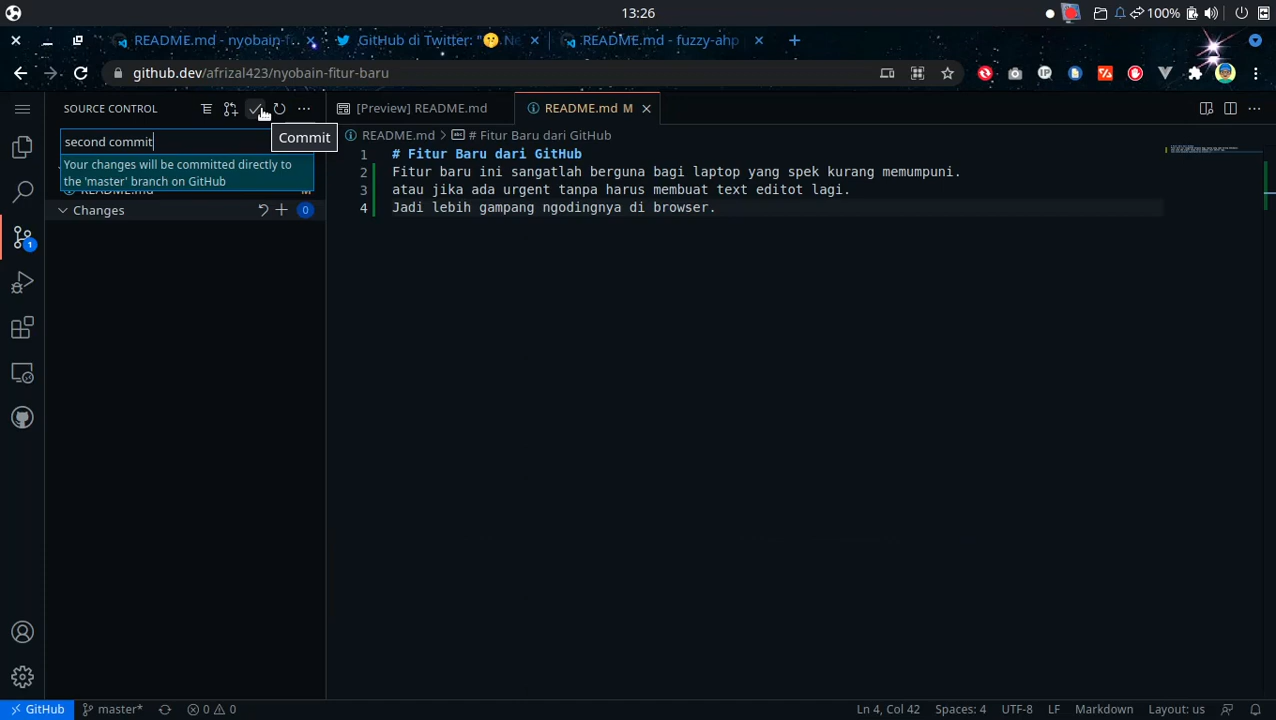 13:26
100%
README.md - nyobain-f
GitHub di Twitter: "🤫 Ne
README.md - fuzzy-ahp
github.dev/afrizal423/nyobain-fitur-baru
SOURCE CONTROL
[Preview] README.md
README.md M
second commit
Commit
README.md > # Fitur Baru dari GitHub
Your changes will be committed directly to
the 'master' branch on GitHub
Changes
0
1
1 # Fitur Baru dari GitHub
2 Fitur baru ini sangatlah berguna bagi laptop yang spek kurang memumpuni.
3 atau jika ada urgent tanpa harus membuat text editot lagi.
4 Jadi lebih gampang ngodingnya di browser.
GitHub
master*
0
0
Ln 4, Col 42
Spaces: 4
UTF-8
LF
Markdown
Layout: us